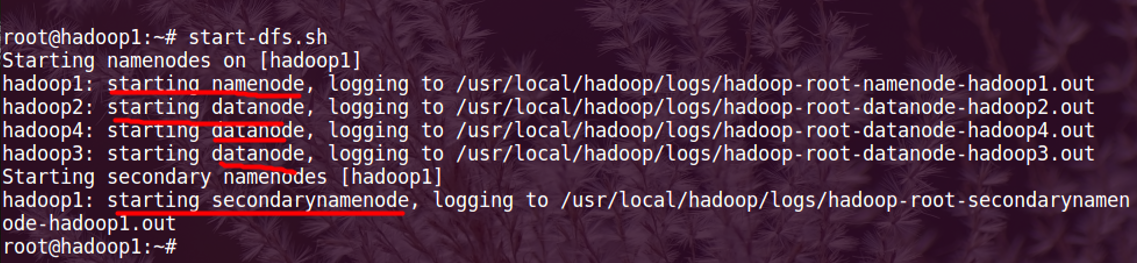 root@hadoop1:~# start-dfs.sh
Starting namenodes on [hadoop1]
hadoop1: starting namenode, logging to /usr/local/hadoop/logs/hadoop-root-namenode-hadoop1.out
hadoop2: starting datanode, logging to /usr/local/hadoop/logs/hadoop-root-datanode-hadoop2.out
hadoop4: starting datanode, logging to /usr/local/hadoop/logs/hadoop-root-datanode-hadoop4.out
hadoop3: starting datanode, logging to /usr/local/hadoop/logs/hadoop-root-datanode-hadoop3.out
Starting secondary namenodes [hadoop1]
hadoop1: starting secondarynamenode, logging to /usr/local/hadoop/logs/hadoop-root-secondarynamen
ode-hadoop1.out
root@hadoop1:~#